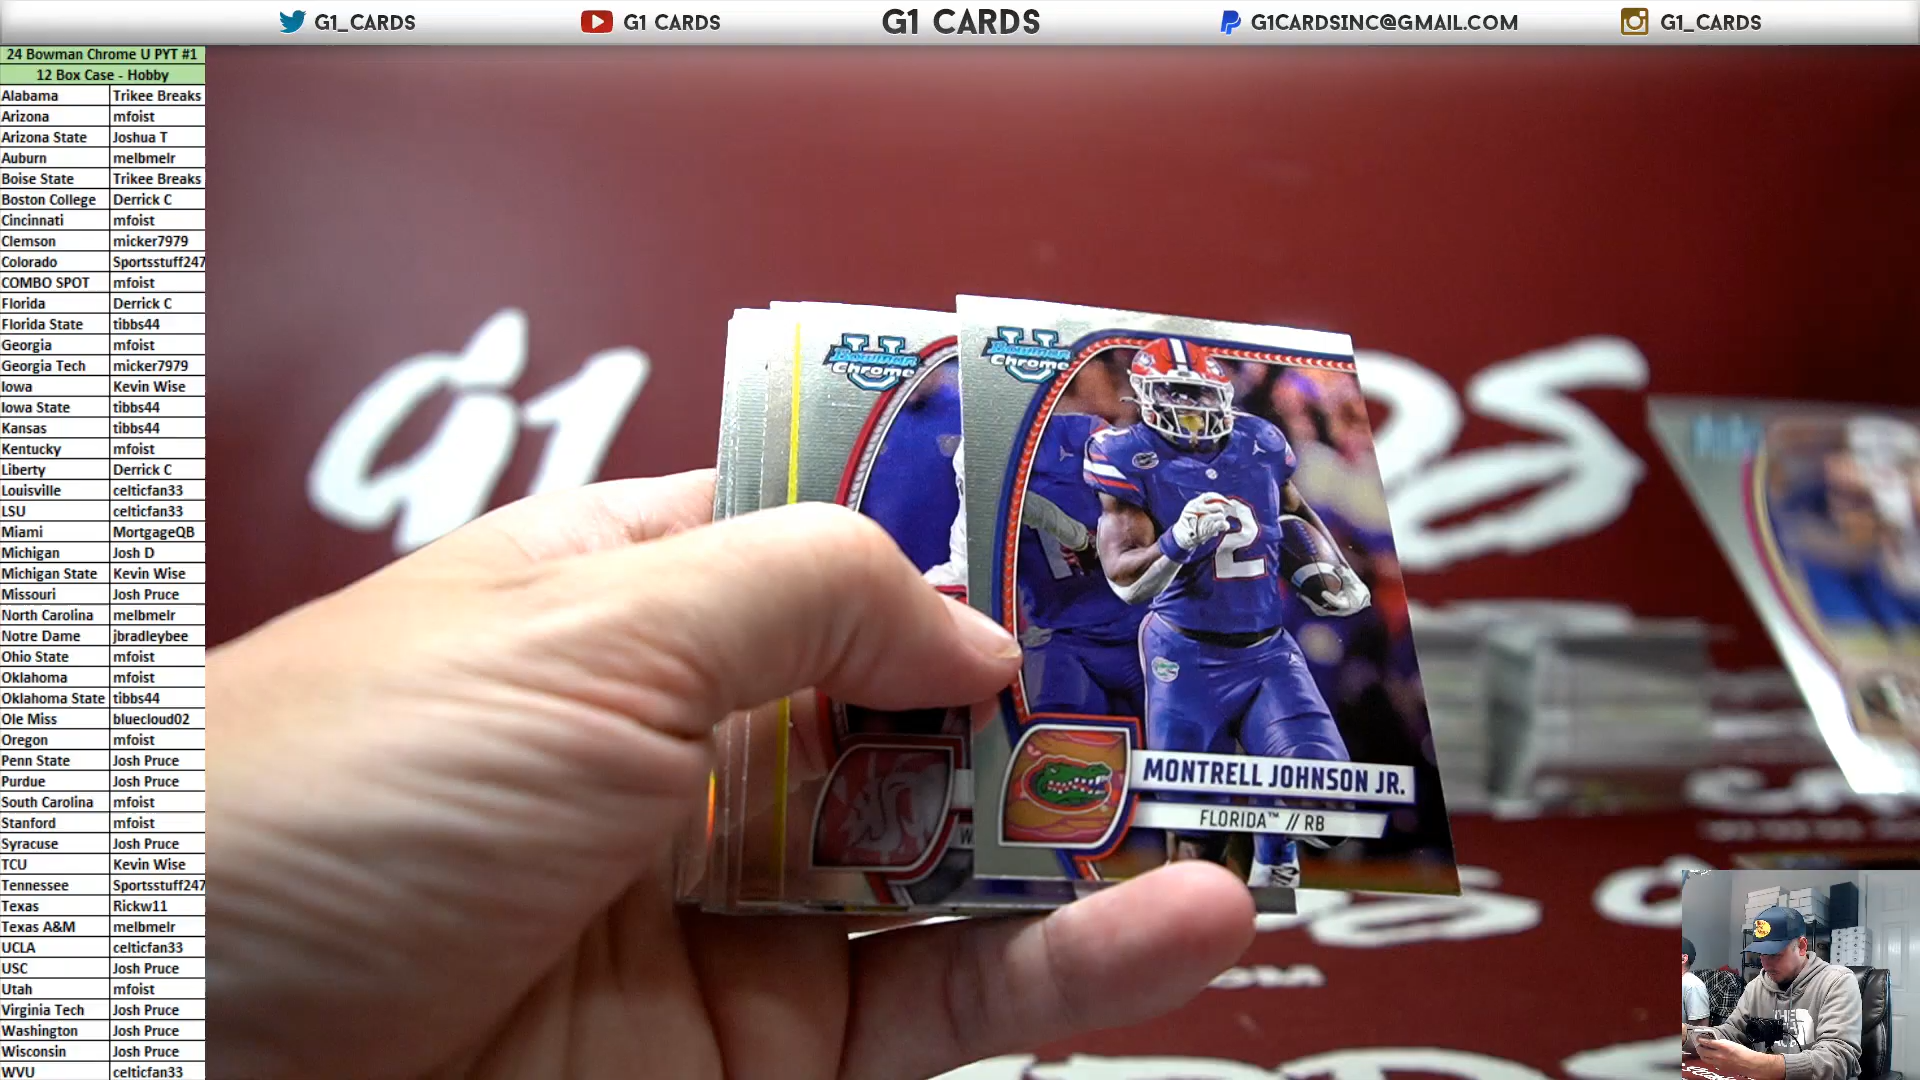 G1_CARDS
G1 CARDS
G1 CARDS
G1CARDSINC@GMAIL.COM
G1_CARDS
24 Bowman Chrome U PYT #1
12 Box Case - Hobby
Alabama Trikee Breaks
Arizona mfoist
Arizona State Joshua T
Auburn melbmelr
Boise State Trikee Breaks
Boston College Derrick C
Cincinnati mfoist
Clemson micker7979
Colorado Sportsstuff247
COMBO SPOT mfoist
Florida Derrick C
Florida State tibbs44
Georgia mfoist
Georgia Tech micker7979
Iowa Kevin Wise
Iowa State tibbs44
Kansas tibbs44
Kentucky mfoist
Liberty Derrick C
Louisville celticfan33
LSU celticfan33
Miami MortgageQB
Michigan Josh D
Michigan State Kevin Wise
Missouri Josh Pruce
North Carolina melbmelr
Notre Dame jbradleybee
Ohio State mfoist
Oklahoma mfoist
Oklahoma State tibbs44
Ole Miss bluecloud02
Oregon mfoist
Penn State Josh Pruce
Purdue Josh Pruce
South Carolina mfoist
Stanford mfoist
Syracuse Josh Pruce
TCU Kevin Wise
Tennessee Sportsstuff247
Texas Rickw11
Texas A&M melbmelr
UCLA celticfan33
USC Josh Pruce
Utah mfoist
Virginia Tech Josh Pruce
Washington Josh Pruce
Wisconsin Josh Pruce
WVU celticfan33
G1
Bowman
Chrome
U
Bowman
Chrome
U
2
MONTRELL JOHNSON JR.
FLORIDA™ // RB